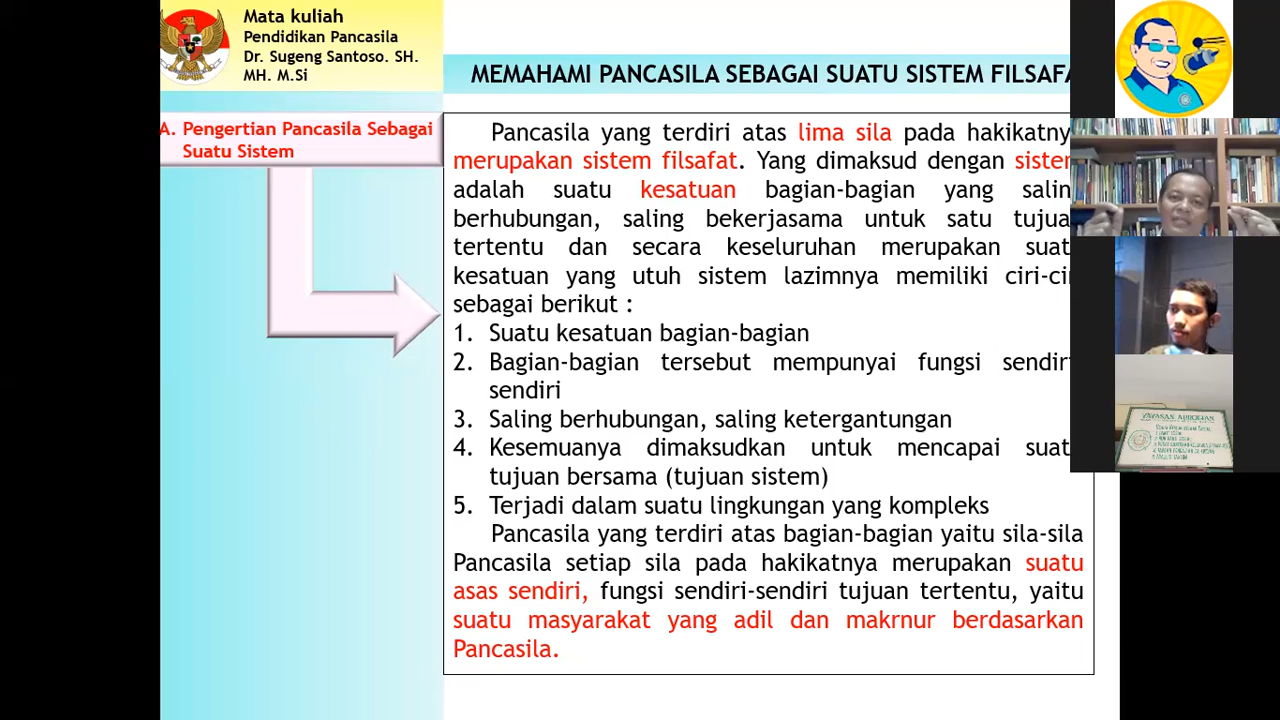 Mata kuliah
Pendidikan Pancasila
Dr. Sugeng Santoso. SH.
MH. M.Si
MEMAHAMI PANCASILA SEBAGAI SUATU SISTEM FILSAFA
A. Pengertian Pancasila Sebagai
Suatu Sistem
Pancasila yang terdiri atas lima sila pada hakikatny
merupakan sistem filsafat. Yang dimaksud dengan sistem
adalah suatu kesatuan bagian-bagian yang salin
berhubungan, saling bekerjasama untuk satu tujua
tertentu dan secara keseluruhan merupakan suat
kesatuan yang utuh sistem lazimnya memiliki ciri-cir
sebagai berikut :
1. Suatu kesatuan bagian-bagian
2. Bagian-bagian tersebut mempunyai fungsi sendiri
sendiri
3. Saling berhubungan, saling ketergantungan
4. Kesemuanya dimaksudkan untuk mencapai suat
tujuan bersama (tujuan sistem)
5. Terjadi dalam suatu lingkungan yang kompleks
Pancasila yang terdiri atas bagian-bagian yaitu sila-sila
Pancasila setiap sila pada hakikatnya merupakan suatu
asas sendiri, fungsi sendiri-sendiri tujuan tertentu, yaitu
suatu masyarakat yang adil dan makrnur berdasarkan
Pancasila.
YAYASAN